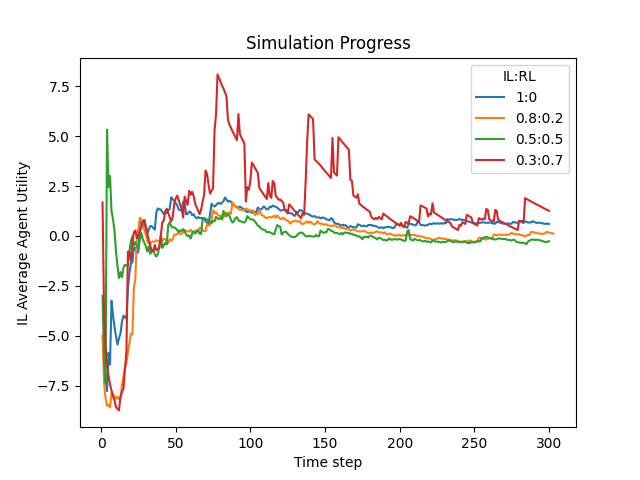 Simulation Progress
IL:RL
1:0
0.8:0.2
0.5:0.5
0.3:0.7
7.5
5.0
2.5
0.0
−2.5
−5.0
−7.5
IL Average Agent Utility
0 50 100 150 200 250 300
Time step